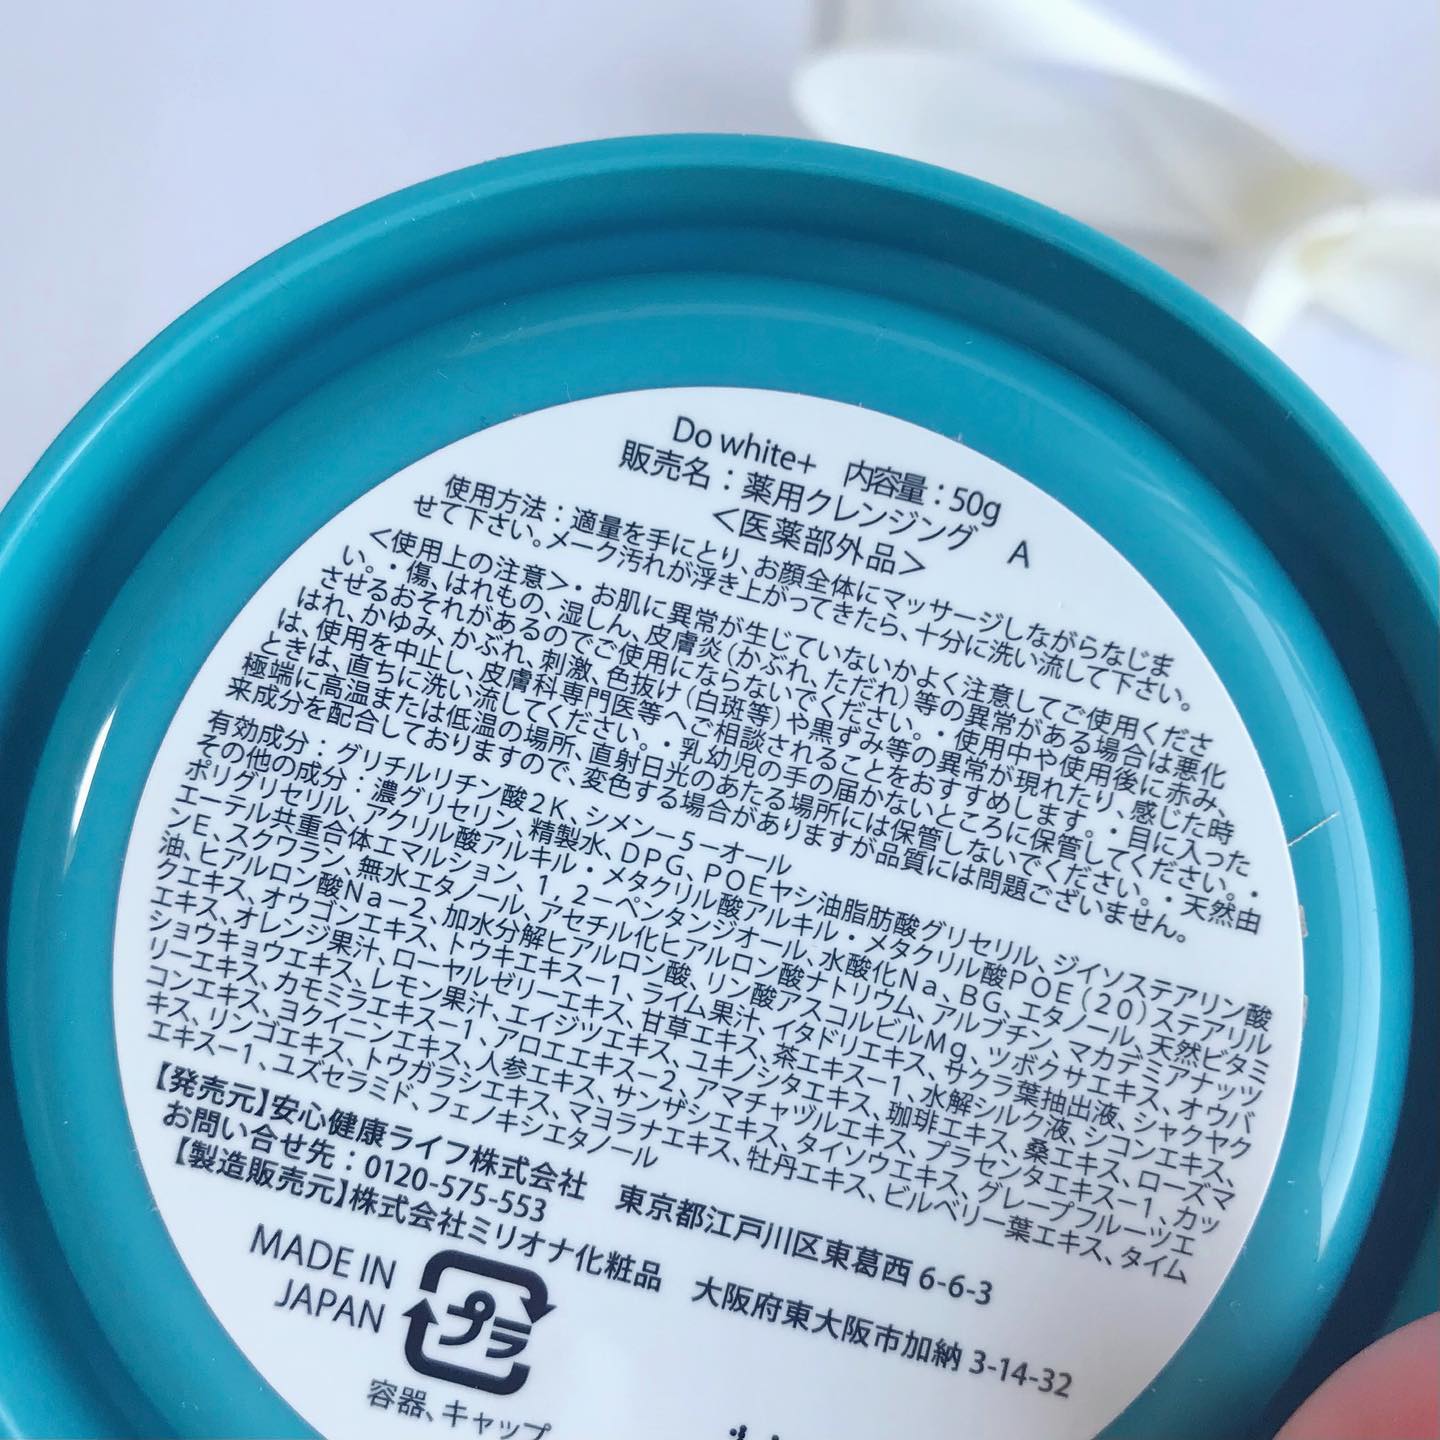 Do white+　内容量：50g
販売名：薬用クレンジング　A
＜医薬部外品＞
使用方法：適量を手にとり、お顔全体にマッサージしながらなじま
せて下さい。メーク汚れが浮き上がってきたら、十分に洗い流して下さい。
＜使用上の注意＞・お肌に異常が生じていないかよく注意してご使用くださ
い。・傷、はれもの、湿しん、皮膚炎(かぶれ、ただれ)等の異常がある場合は悪化
させるおそれがあるのでご使用にならないでください。・使用中や使用後に赤み、
はれ、かゆみ、かぶれ、刺激、色抜け(白斑等)や黒ずみ等の異常が現れたり、感じた時
は、使用を中止し、皮膚科専門医等へご相談されることをおすすめします。・目に入った
ときは、直ちに洗い流してください。・乳幼児の手の届かないところに保管してください。・
極端に高温または低温の場所、直射日光のあたる場所には保管しないでください。・天然由
来成分を配合しておりますので、変色する場合がありますが品質には問題ございません。
有効成分：グリチルリチン酸2K、シメン−5−オール
その他の成分：濃グリセリン、精製水、DPG、POEヤシ油脂肪酸グリセリル、ジイソステアリン酸
ポリグリセリル、アクリル酸アルキル・メタクリル酸アルキル・メタクリル酸POE(20)ステアリル
エーテル共重合体エマルション、1,2−ペンタンジオール、水酸化Na、BG、エタノール、天然ビタミ
ンE、スクワラン、無水エタノール、アセチル化ヒアルロン酸ナトリウム、アルブチン、マカデミアナッツ
油、ヒアルロン酸Na−2、加水分解ヒアルロン酸、リン酸アスコルビルMg、ツボクサエキス、オウバ
クエキス、オウゴンエキス、トウキエキス−1、ライム果汁、イタドリエキス、サクラ葉抽出液、シャクヤク
エキス、オレンジ果汁、ローヤルゼリーエキス、甘草エキス、茶エキス−1、水解シルク液、シコンエキス、
ショウキョウエキス、レモン果汁、エイジツエキス、ユキノシタエキス、珈琲エキス、桑エキス、ローズマ
リーエキス、カモミラエキス−1、アロエエキス−2、アマチャヅルエキス、プラセンタエキス−1、カッ
コンエキス、ヨクイニンエキス、人参エキス、サンザシエキス、タイソウエキス、グレープフルーツエ
キス、リンゴエキス、トウガラシエキス、マヨラナエキス、牡丹エキス、ビルベリー葉エキス、タイム
エキス−1、ユズセラミド、フェノキシエタノール
【発売元】安心健康ライフ株式会社　東京都江戸川区東葛西 6-6-3
お問い合せ先：0120-575-553
【製造販売元】株式会社ミリオナ化粧品　大阪府東大阪市加納 3-14-32
MADE IN
JAPAN
プラ
容器、キャップ